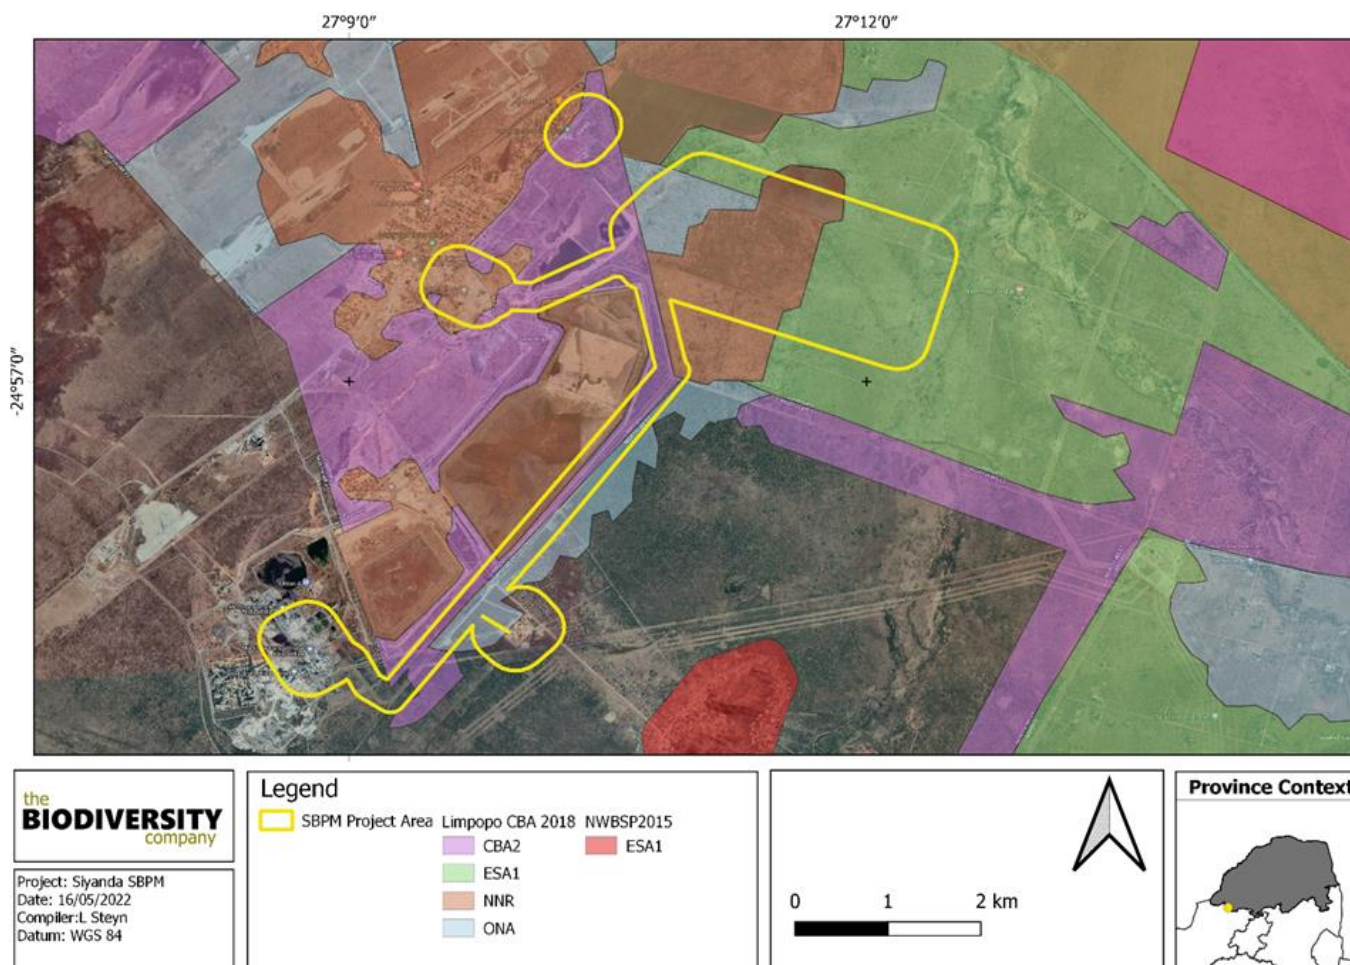 27°9'0" 27°12'0"
-24°57'0"
the
BIODIVERSITY
company
Project: Siyanda SBPM
Date: 16/05/2022
Compiler:L Steyn
Datum: WGS 84
Legend
SBPM Project Area
Limpopo CBA 2018
CBA2
ESA1
NNR
ONA
NWBSP2015
ESA1
0 1 2 km
Province Context